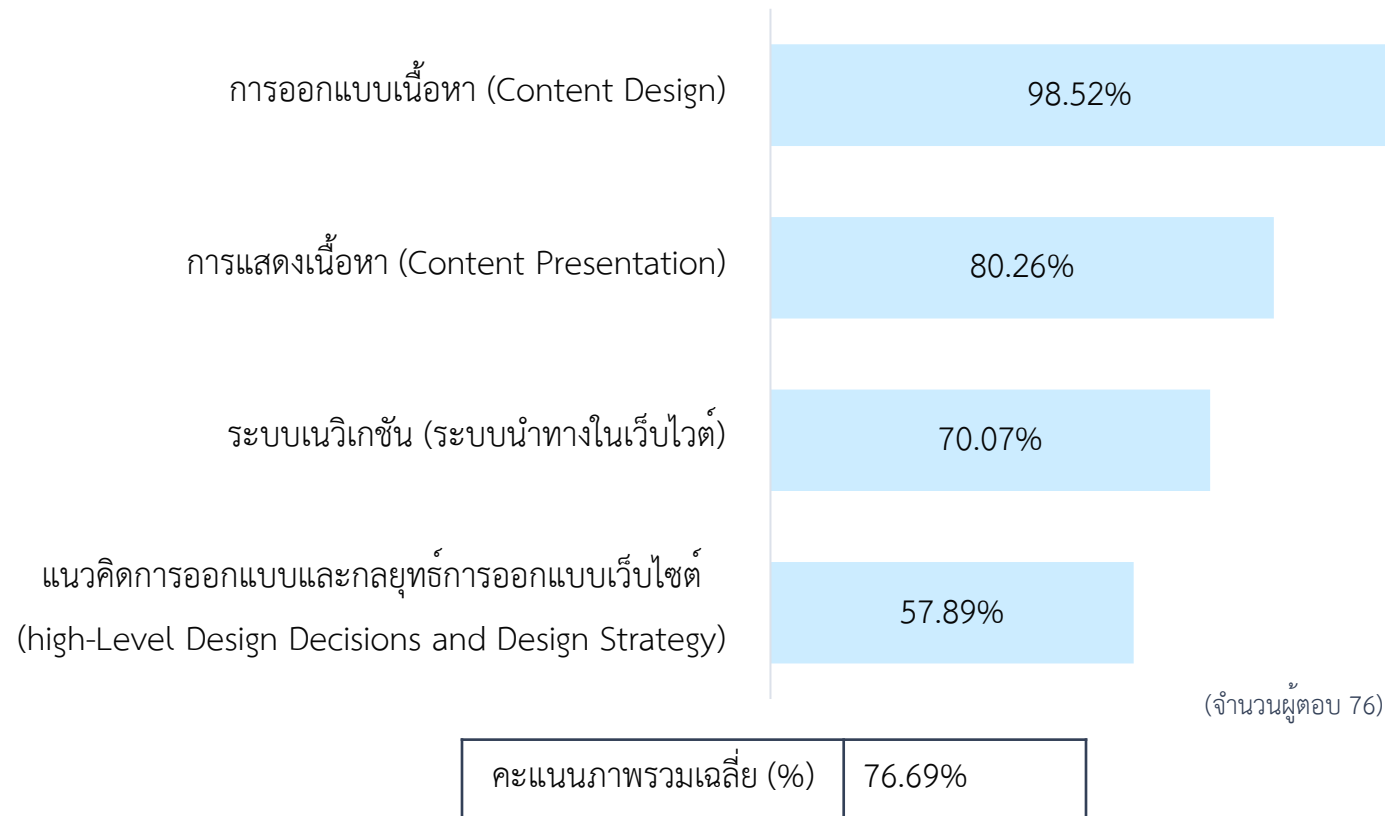 การออกแบบเนื้อหา (Content Design)
98.52%
การแสดงเนื้อหา (Content Presentation)
80.26%
ระบบเนวิเกชัน (ระบบนำทางในเว็บไวต์)
70.07%
แนวคิดการออกแบบและกลยุทธ์การออกแบบเว็บไซต์
(high-Level Design Decisions and Design Strategy)
57.89%
(จำนวนผู้ตอบ 76)
คะแนนภาพรวมเฉลี่ย (%) 76.69%